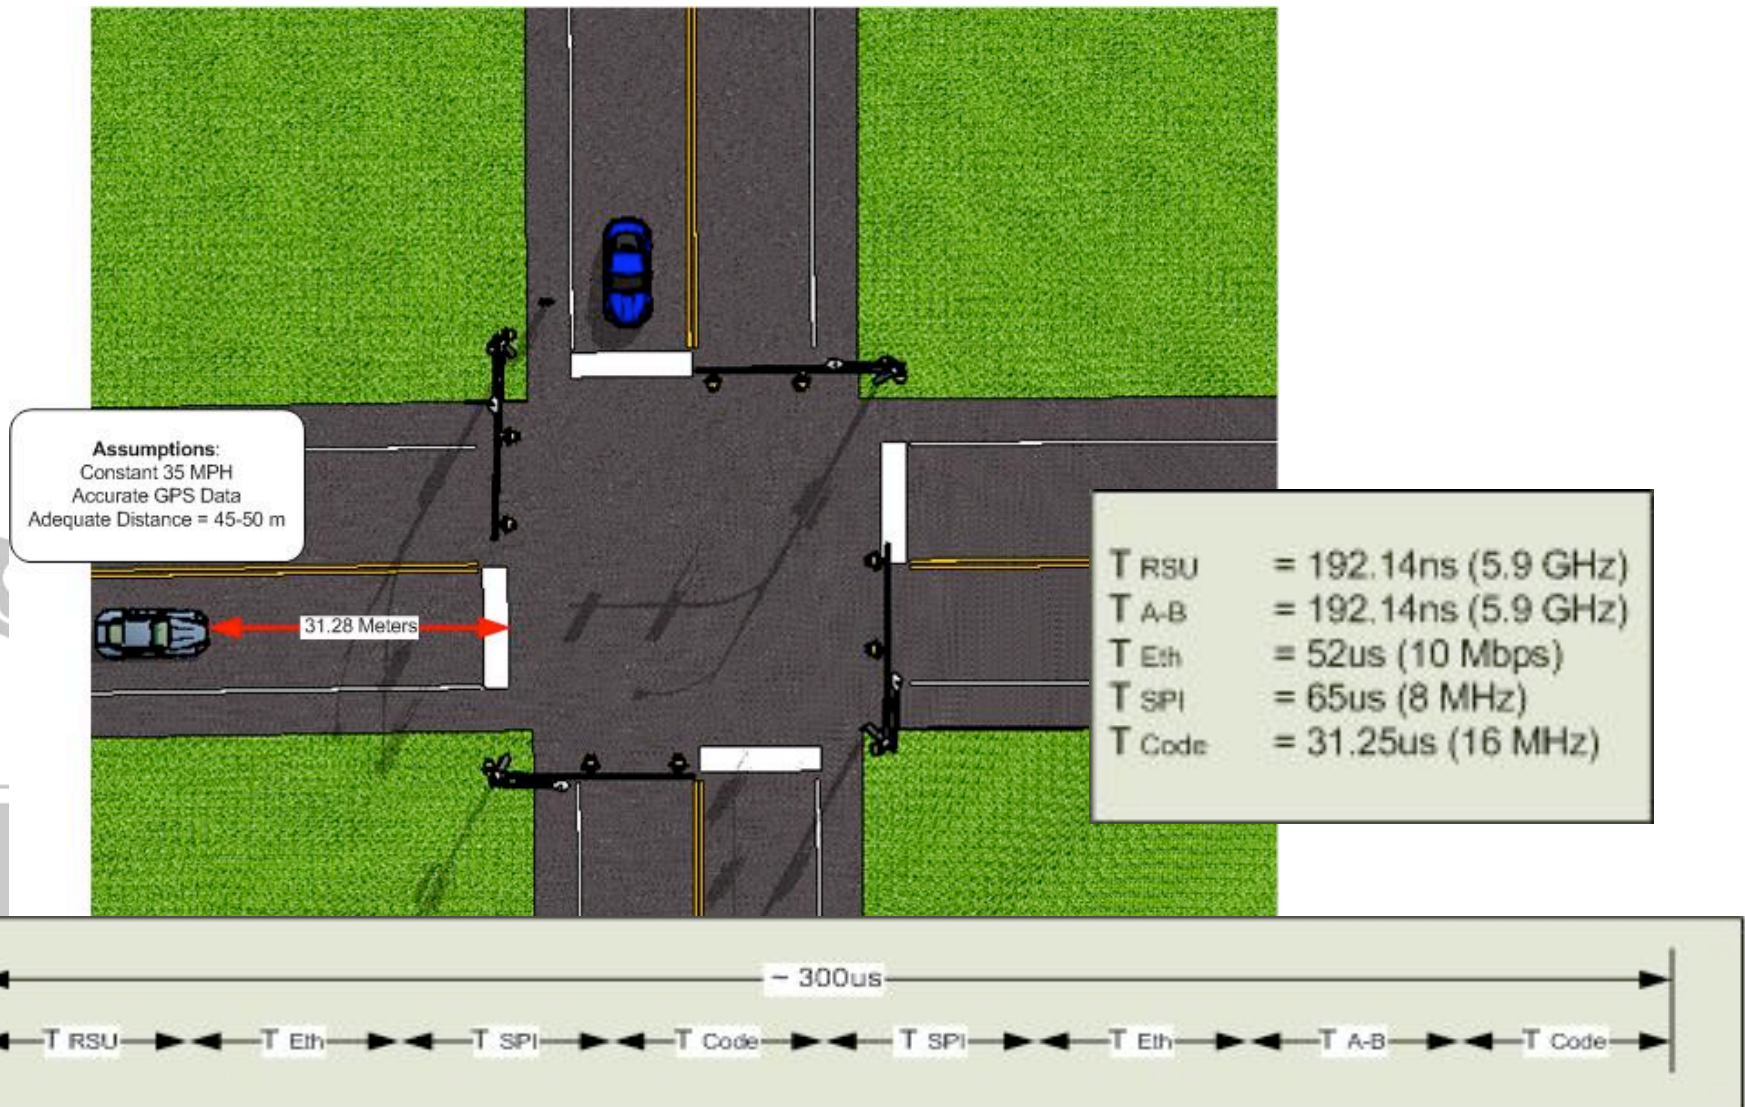 Assumptions:
Constant 35 MPH
Accurate GPS Data
Adequate Distance = 45-50 m
31.28 Meters
T RSU = 192.14ns (5.9 GHz)
T A-B = 192.14ns (5.9 GHz)
T Eth = 52us (10 Mbps)
T SPI = 65us (8 MHz)
T Code = 31.25us (16 MHz)
~ 300us
T RSU T Eth T SPI T Code T SPI T Eth T A-B T Code